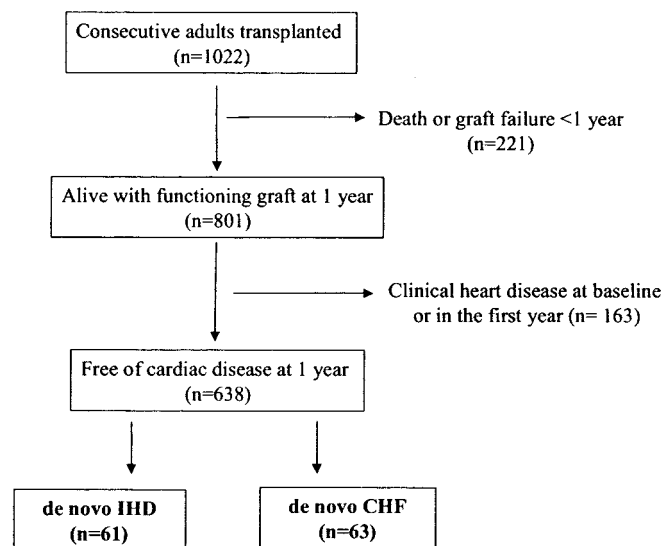 Consecutive adults transplanted
(n=1022)
Death or graft failure <1 year
(n=221)
Alive with functioning graft at 1 year
(n=801)
Clinical heart disease at baseline
or in the first year (n= 163)
Free of cardiac disease at 1 year
(n=638)
de novo IHD
(n=61)
de novo CHF
(n=63)